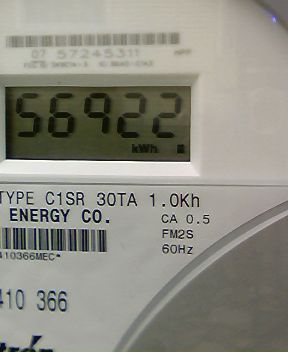 07 57245311
56922
kWh
TYPE C1SR 30TA 1.0Kh
ENERGY CO.
CA 0.5
FM2S
60Hz
410366MEC*
410 366